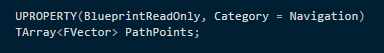 UPROPERTY(BlueprintReadOnly, Category = Navigation)
TArray<FVector> PathPoints;